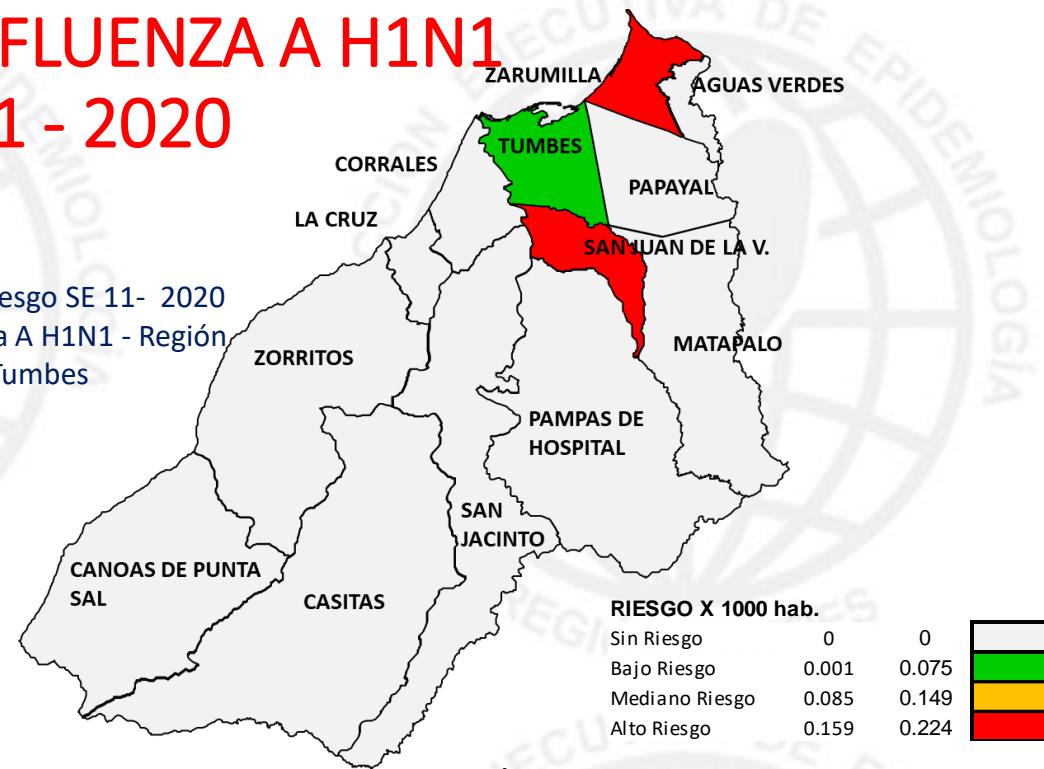 FLUENZA A H1N1
1 - 2020
esgo SE 11- 2020
a A H1N1 - Región
Tumbes
ZARUMILLA
AGUAS VERDES
TUMBES
CORRALES
PAPAYAL
LA CRUZ
SAN JUAN DE LA V.
MATAPALO
ZORRITOS
PAMPAS DE
HOSPITAL
SAN
JACINTO
CANOAS DE PUNTA
SAL
CASITAS
RIESGO X 1000 hab.
Sin Riesgo 0 0
Bajo Riesgo 0.001 0.075
Mediano Riesgo 0.085 0.149
Alto Riesgo 0.159 0.224